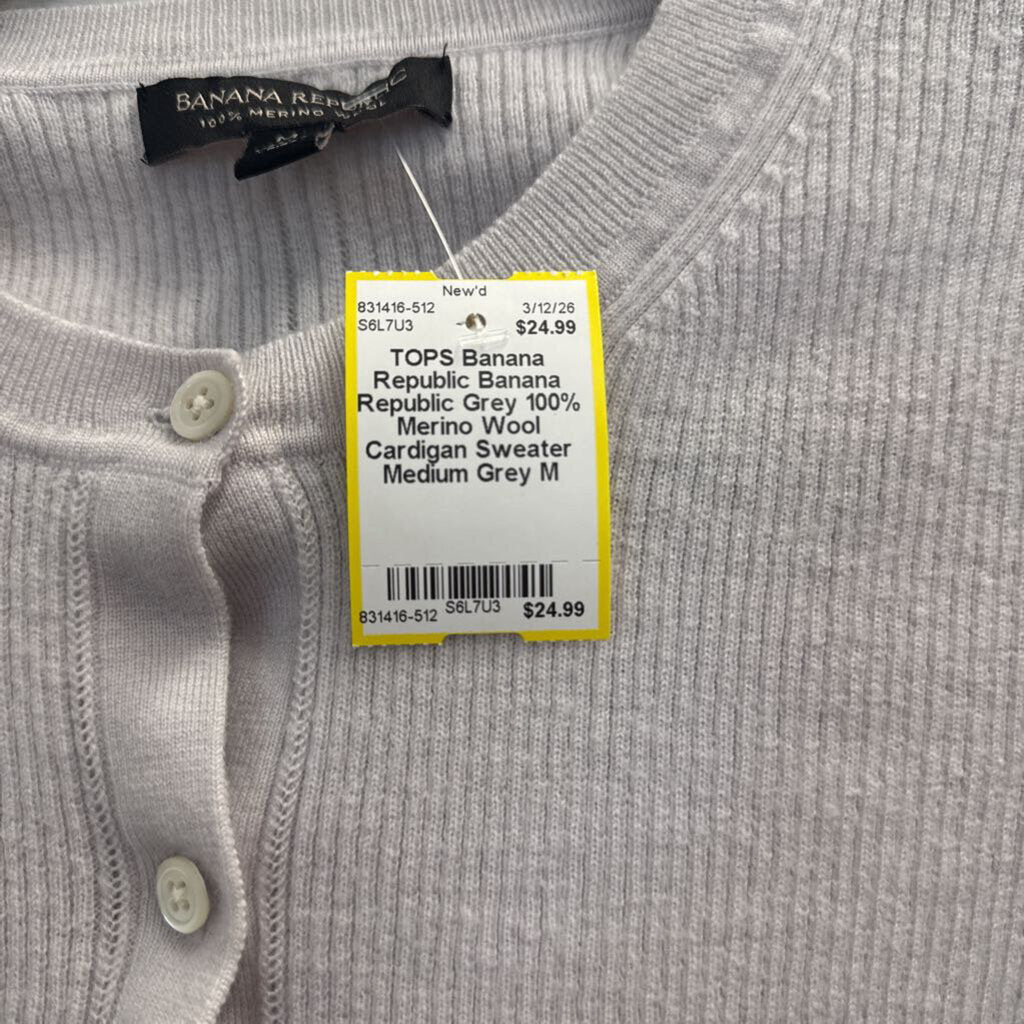 BANANA REPUBLIC
100% MERINO WOOL
M
New'd
831416-512 3/12/26
S6L7U3 $24.99
TOPS Banana
Republic Banana
Republic Grey 100%
Merino Wool
Cardigan Sweater
Medium Grey M
831416-512 S6L7U3 $24.99